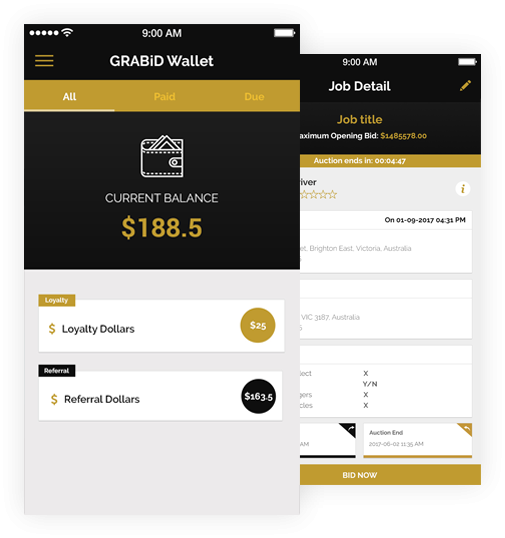 9:00 AM
GRABiD Wallet
All
Paid
Due
CURRENT BALANCE
$188.5
Loyalty
$ Loyalty Dollars
$25
Referral
$ Referral Dollars
$163.5
9:00 AM
Job Detail
Job title
aximum Opening Bid: $1485578.00
Auction ends in: 00:04:47
iver
i
On 01-09-2017 04:31 PM
et, Brighton East, Victoria, Australia
VIC 3187, Australia
lect X
Y/N
gers X
cles X
AM
Auction End
2017-06-02 11:35 AM
BID NOW